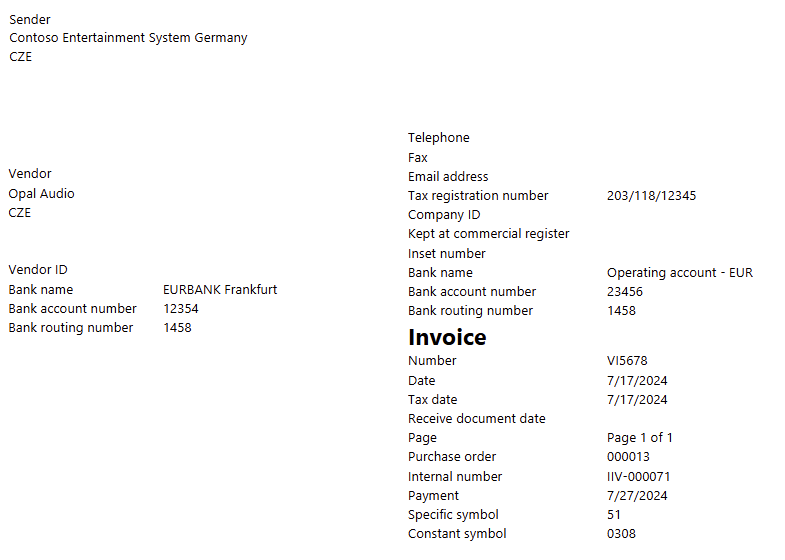 Sender
Contoso Entertainment System Germany
CZE
Vendor
Opal Audio
CZE
Vendor ID
Bank name EURBANK Frankfurt
Bank account number 12354
Bank routing number 1458
Telephone
Fax
Email address
Tax registration number 203/118/12345
Company ID
Kept at commercial register
Inset number
Bank name Operating account - EUR
Bank account number 23456
Bank routing number 1458
Invoice
Number VI5678
Date 7/17/2024
Tax date 7/17/2024
Receive document date
Page Page 1 of 1
Purchase order 000013
Internal number IIV-000071
Payment 7/27/2024
Specific symbol 51
Constant symbol 0308